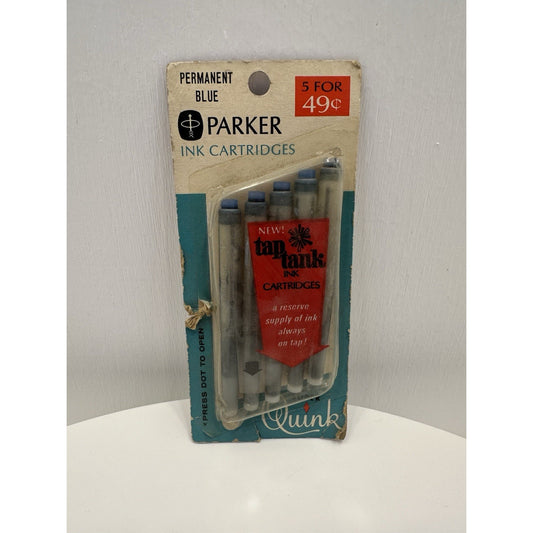 PERMANENT
BLUE
5 FOR
49¢
PARKER
INK CARTRIDGES
NEW!
tap
tank
INK
CARTRIDGES
a reserve
supply of ink
always
on tap!
PRESS DOT TO OPEN
Quink